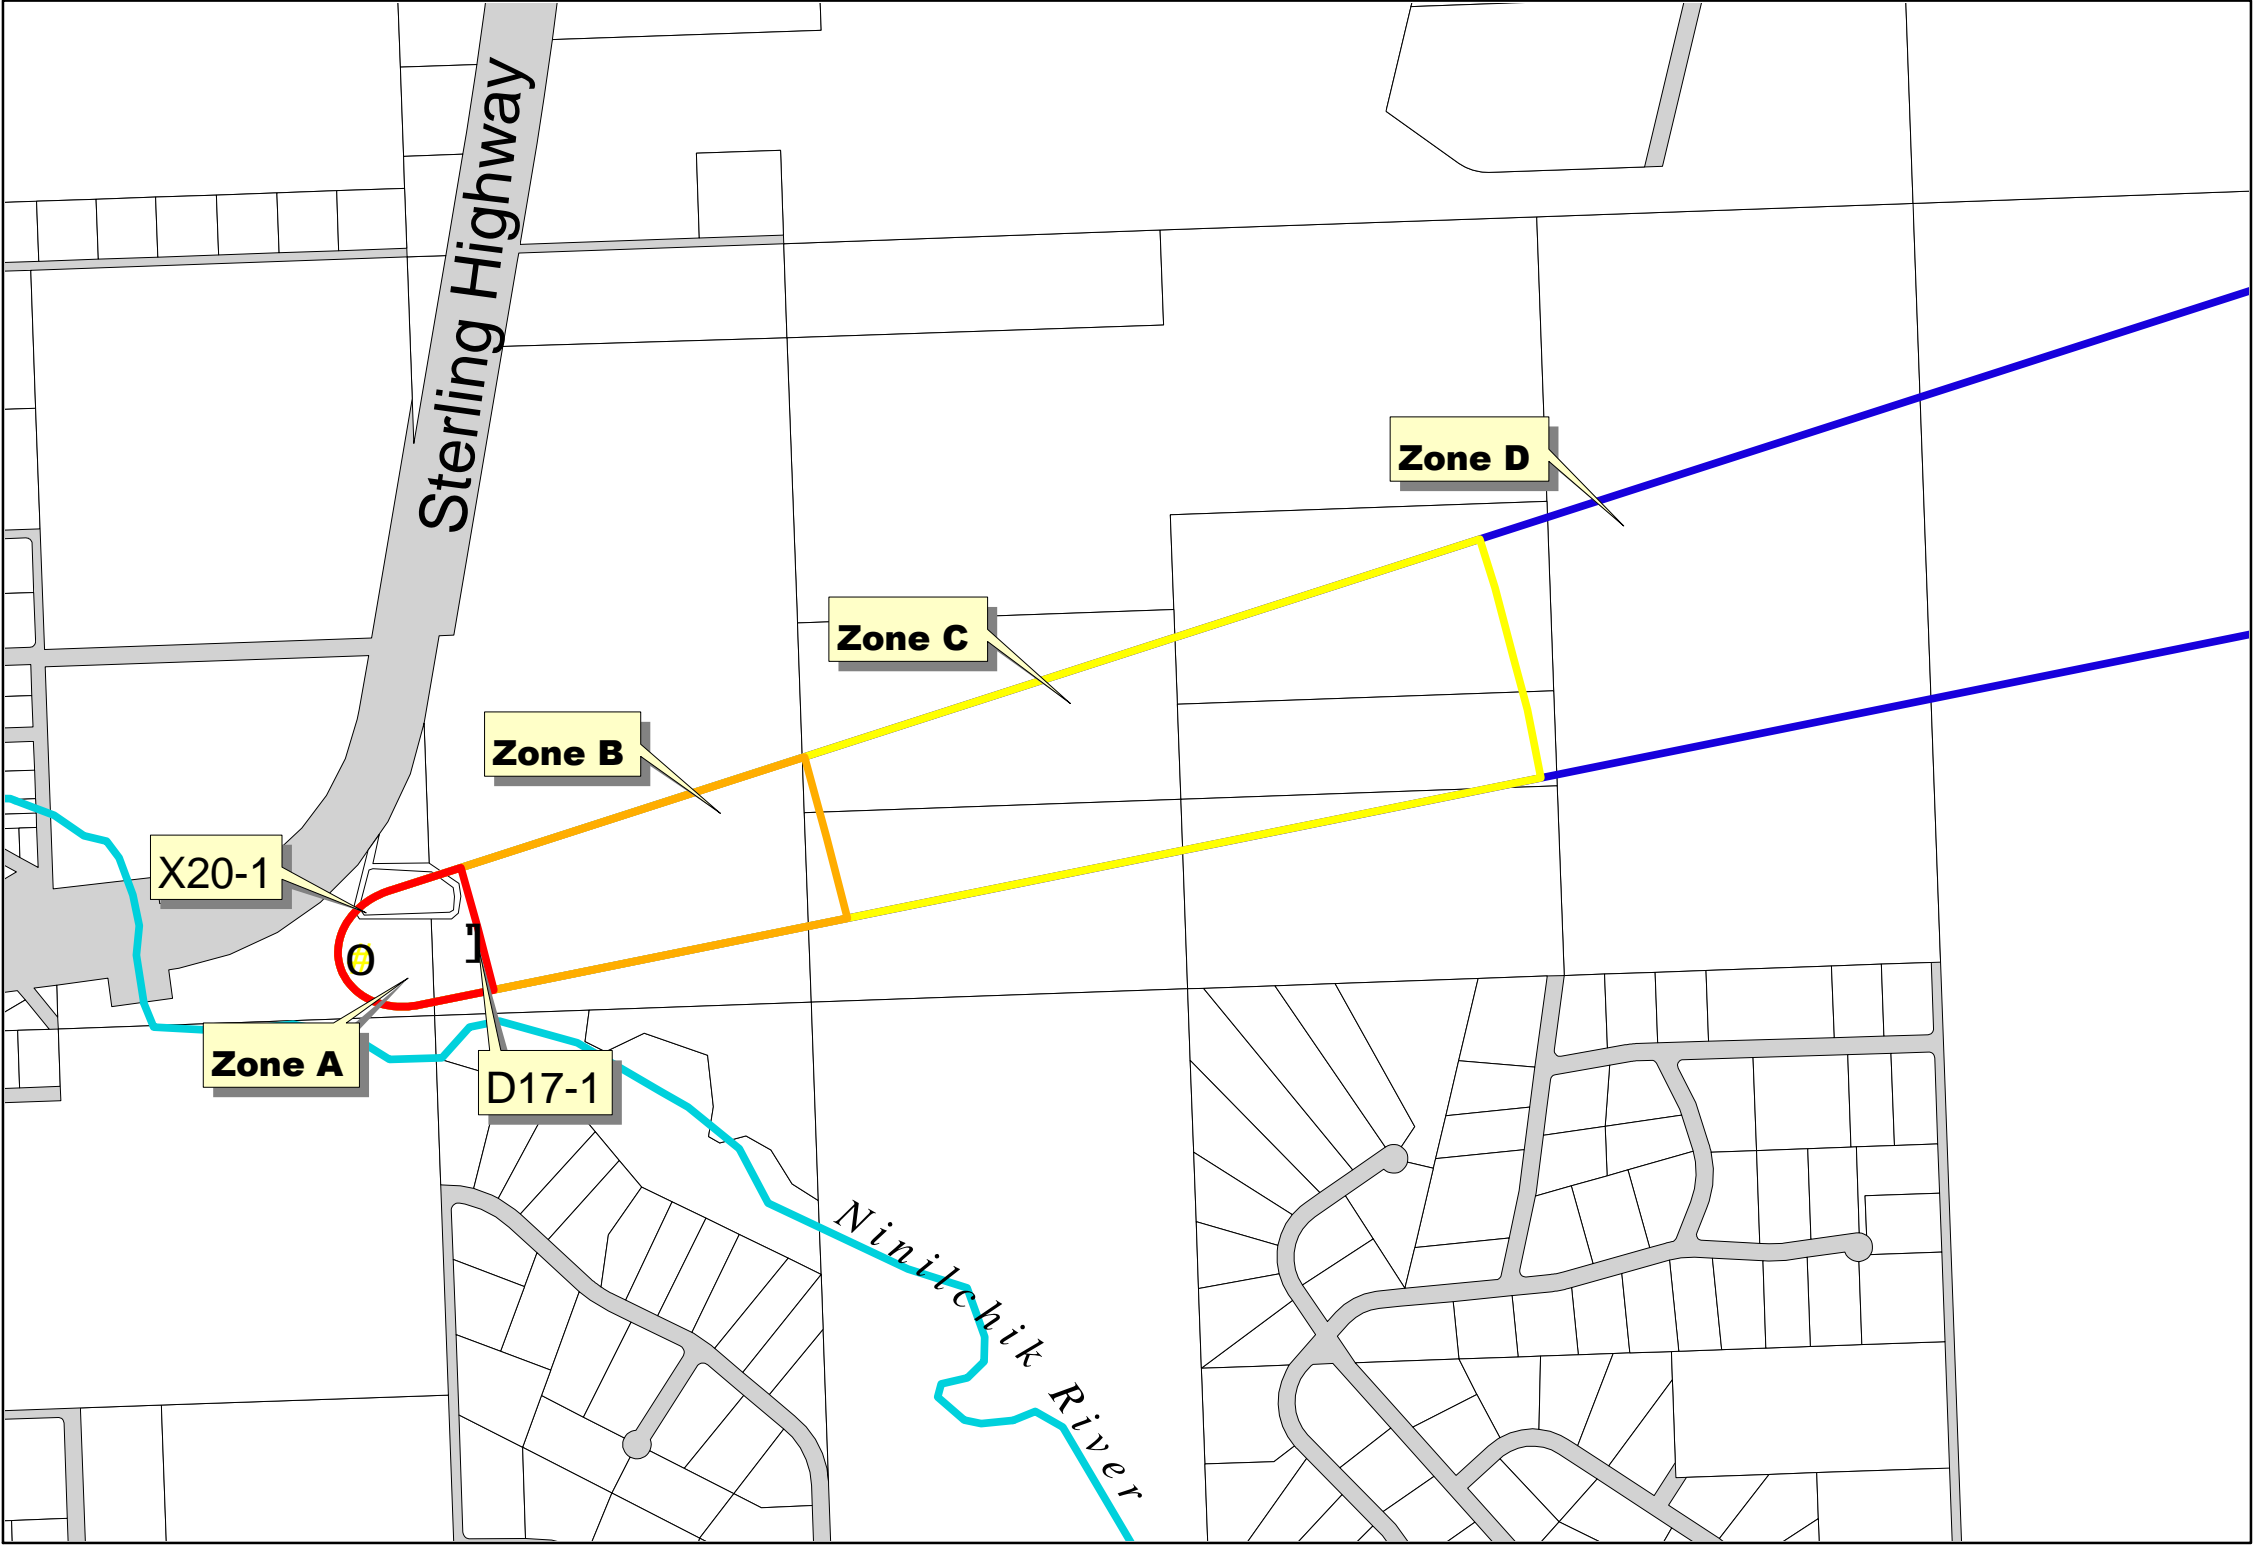 Sterling Highway
Zone D
Zone C
Zone B
X20-1
O
Zone A
D17-1
Ninilchik River